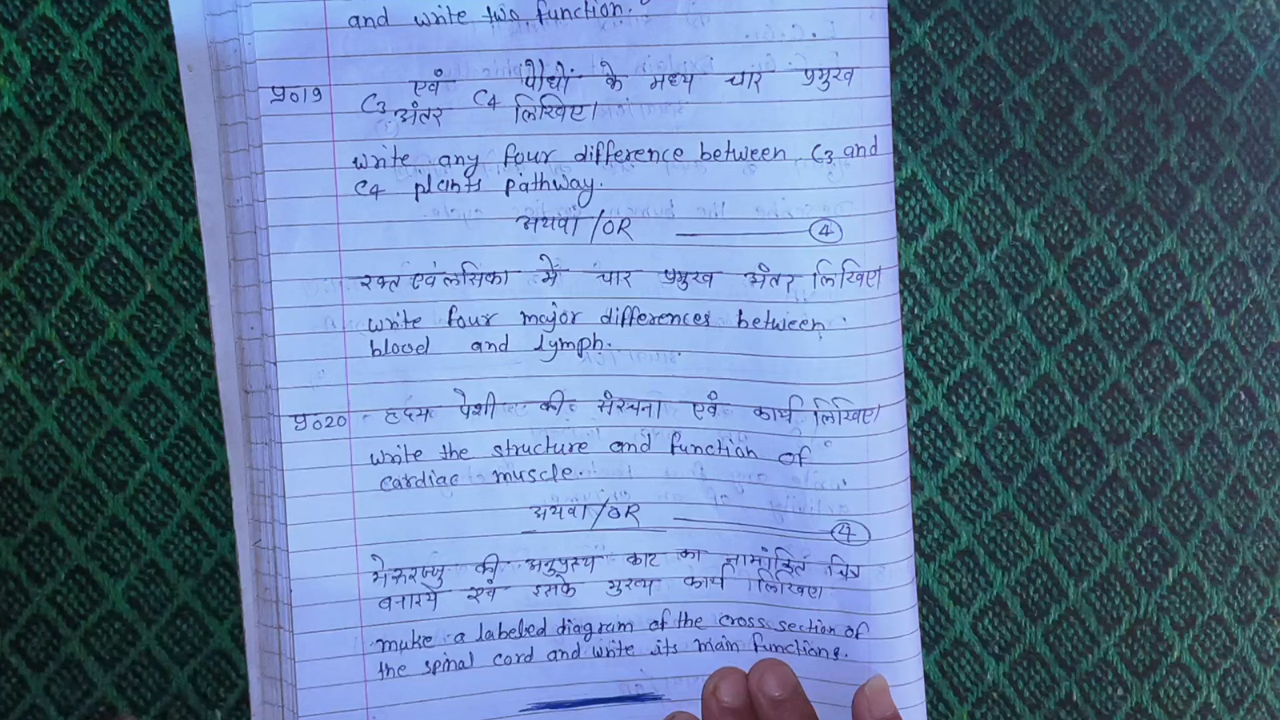 and write two function.
प्र०19 C3 एवं C4 पौधों के मध्य चार प्रमुख
अंतर लिखिए।
write any four difference between C3 and
C4 plants pathway.
अथवा /OR ④
रक्त एवं लसिका में चार प्रमुख अंतर लिखिए
write four major differences between
blood and lymph.
प्र०20 हृदय पेशी की संरचना एवं कार्य लिखिए
write the structure and function of
cardiac muscle.
अथवा /OR ④
मेरुरज्जु की अनुप्रस्थ काट का नामांकित चित्र
बनाये एवं इसके मुख्य कार्य लिखिए
make a labeled diagram of the cross section of
the spinal cord and write its main functions.